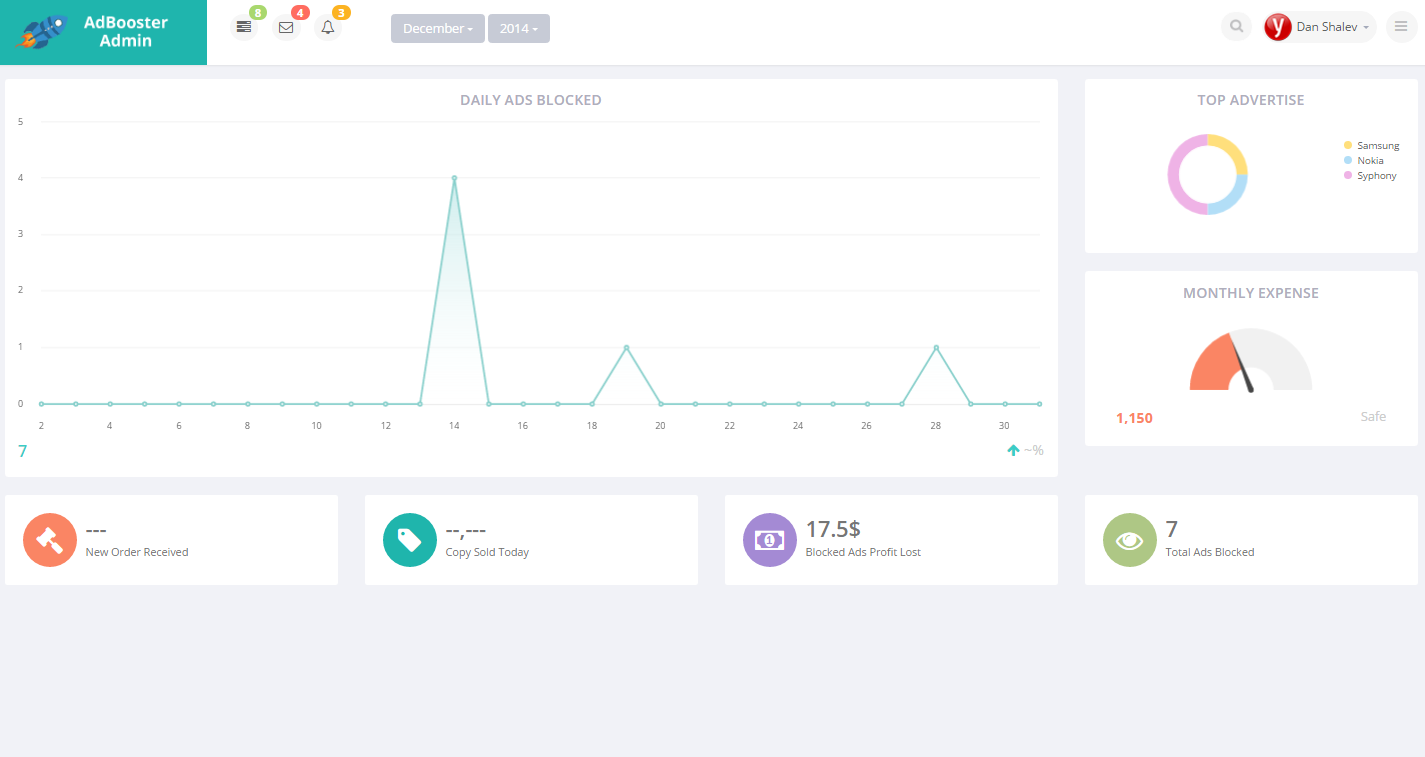 AdBooster
Admin
8
4
3
December
2014
Dan Shalev
DAILY ADS BLOCKED
5
4
3
2
1
0
2 4 6 8 10 12 14 16 18 20 22 24 26 28 30
7
~%
TOP ADVERTISE
Samsung
Nokia
Syphony
MONTHLY EXPENSE
1,150
Safe
---
New Order Received
--,---
Copy Sold Today
1
17.5$
Blocked Ads Profit Lost
7
Total Ads Blocked